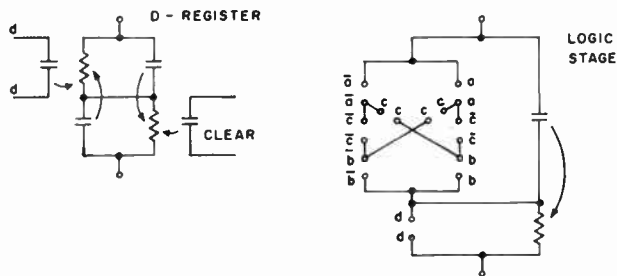 D - REGISTER
d
d
CLEAR
LOGIC
STAGE
a̅ a
a̅ c c c c a
c̅ c̅
c̅ c̅
b̅ b
b̅ b
d
d